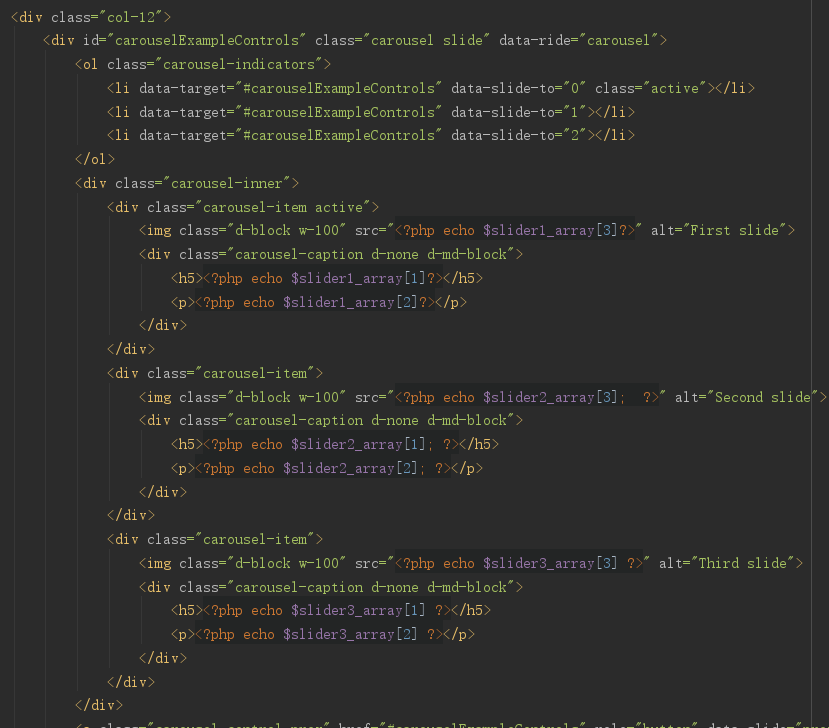 <div class="col-12">
<div id="carouselExampleControls" class="carousel slide" data-ride="carousel">
<ol class="carousel-indicators">
<li data-target="#carouselExampleControls" data-slide-to="0" class="active"></li>
<li data-target="#carouselExampleControls" data-slide-to="1"></li>
<li data-target="#carouselExampleControls" data-slide-to="2"></li>
</ol>
<div class="carousel-inner">
<div class="carousel-item active">
<img class="d-block w-100" src="<?php echo $slider1_array[3]?>" alt="First slide">
<div class="carousel-caption d-none d-md-block">
<h5><?php echo $slider1_array[1]?></h5>
<p><?php echo $slider1_array[2]?></p>
</div>
</div>
<div class="carousel-item">
<img class="d-block w-100" src="<?php echo $slider2_array[3];  ?>" alt="Second slide">
<div class="carousel-caption d-none d-md-block">
<h5><?php echo $slider2_array[1]; ?></h5>
<p><?php echo $slider2_array[2]; ?></p>
</div>
</div>
<div class="carousel-item">
<img class="d-block w-100" src="<?php echo $slider3_array[3] ?>" alt="Third slide">
<div class="carousel-caption d-none d-md-block">
<h5><?php echo $slider3_array[1] ?></h5>
<p><?php echo $slider3_array[2] ?></p>
</div>
</div>
</div>